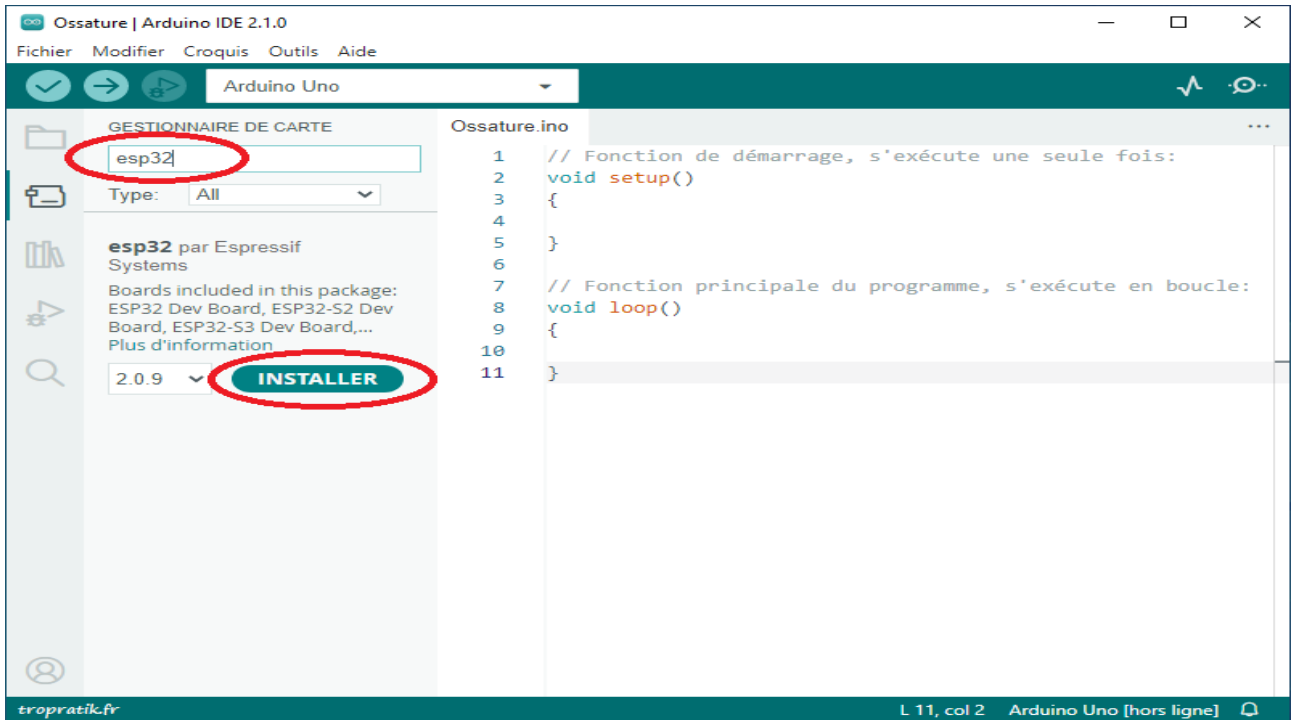 Ossature | Arduino IDE 2.1.0
Fichier Modifier Croquis Outils Aide
Arduino Uno
GESTIONNAIRE DE CARTE
esp32
Type: All
esp32 par Espressif
Systems
Boards included in this package:
ESP32 Dev Board, ESP32-S2 Dev
Board, ESP32-S3 Dev Board,...
Plus d'information
2.0.9 INSTALLER
Ossature.ino
1 // Fonction de démarrage, s'exécute une seule fois:
2 void setup()
3 {
4
5 }
6
7 // Fonction principale du programme, s'exécute en boucle:
8 void loop()
9 {
10
11 }
tropratik.fr
L 11, col 2 Arduino Uno [hors ligne]